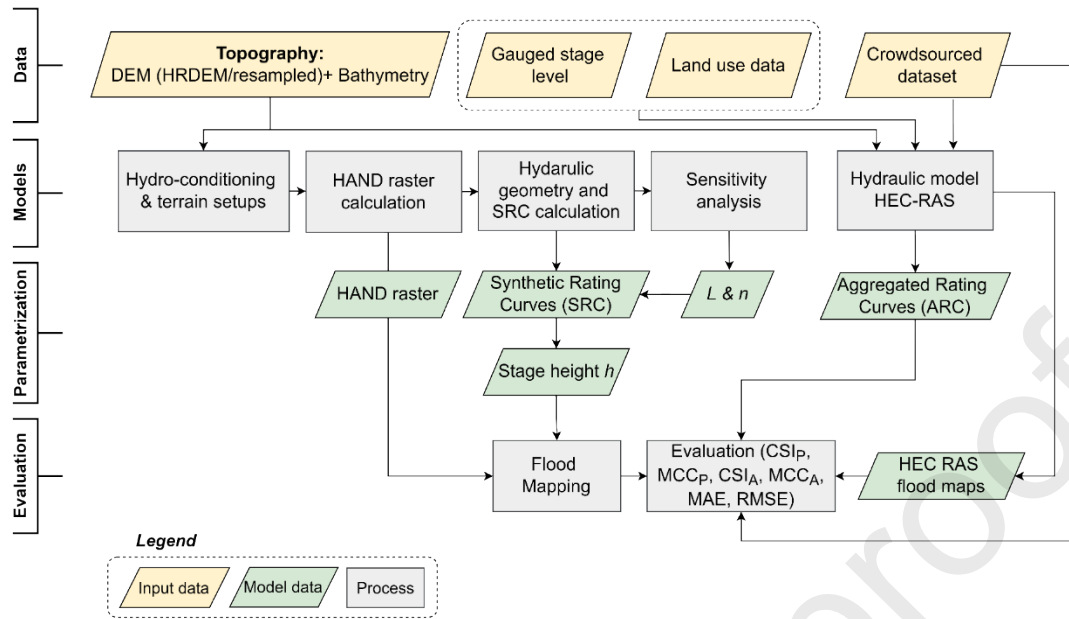 Data
Topography:
DEM (HRDEM/resampled)+ Bathymetry
Gauged stage
level
Land use data
Crowdsourced
dataset
Models
Hydro-conditioning
& terrain setups
HAND raster
calculation
Hydarulic
geometry and
SRC calculation
Sensitivity
analysis
Hydraulic model
HEC-RAS
Parametrization
HAND raster
Synthetic Rating
Curves (SRC)
L & n
Aggregated Rating
Curves (ARC)
Stage height h
Evaluation
Flood
Mapping
Evaluation (CSIP,
MCCP, CSIA, MCCA,
MAE, RMSE)
HEC RAS
flood maps
Legend
Input data
Model data
Process
proof